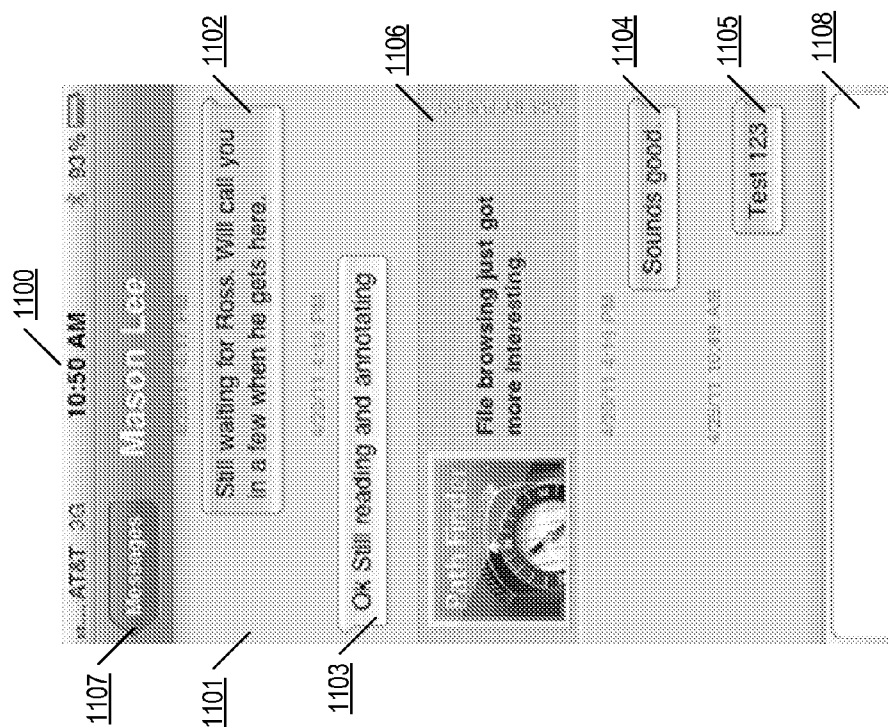 1100
AT&T 3G 10:50 AM 93%
1107
Messages Mason Lee
1101
1102
Still waiting for Ross. Will call you
in a few when he gets here.
1103
Ok Still reading and annotating
1106
File browsing just got
more interesting.
1104
Sounds good
1105
Test 123
1108